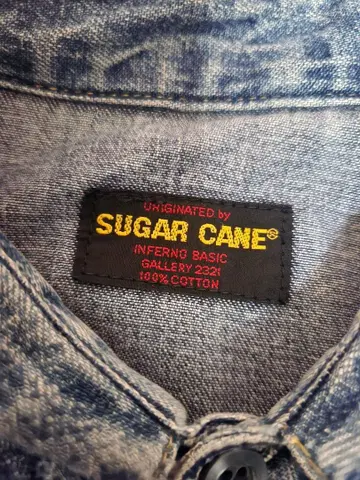 ORIGINATED by
SUGAR CANE®
INFERNO BASIC
GALLERY 2321
100% COTTON